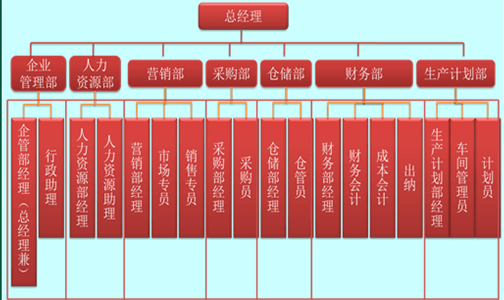 总经理
企业
管理部
人力
资源部
营销部
采购部
仓储部
财务部
生产计划部
企管部经理（总经理兼）
行政助理
人力资源部经理
人力资源助理
营销部经理
市场专员
销售专员
采购部经理
采购员
仓储部经理
仓管员
财务部经理
财务会计
成本会计
出纳
生产计划部经理
车间管理员
计划员